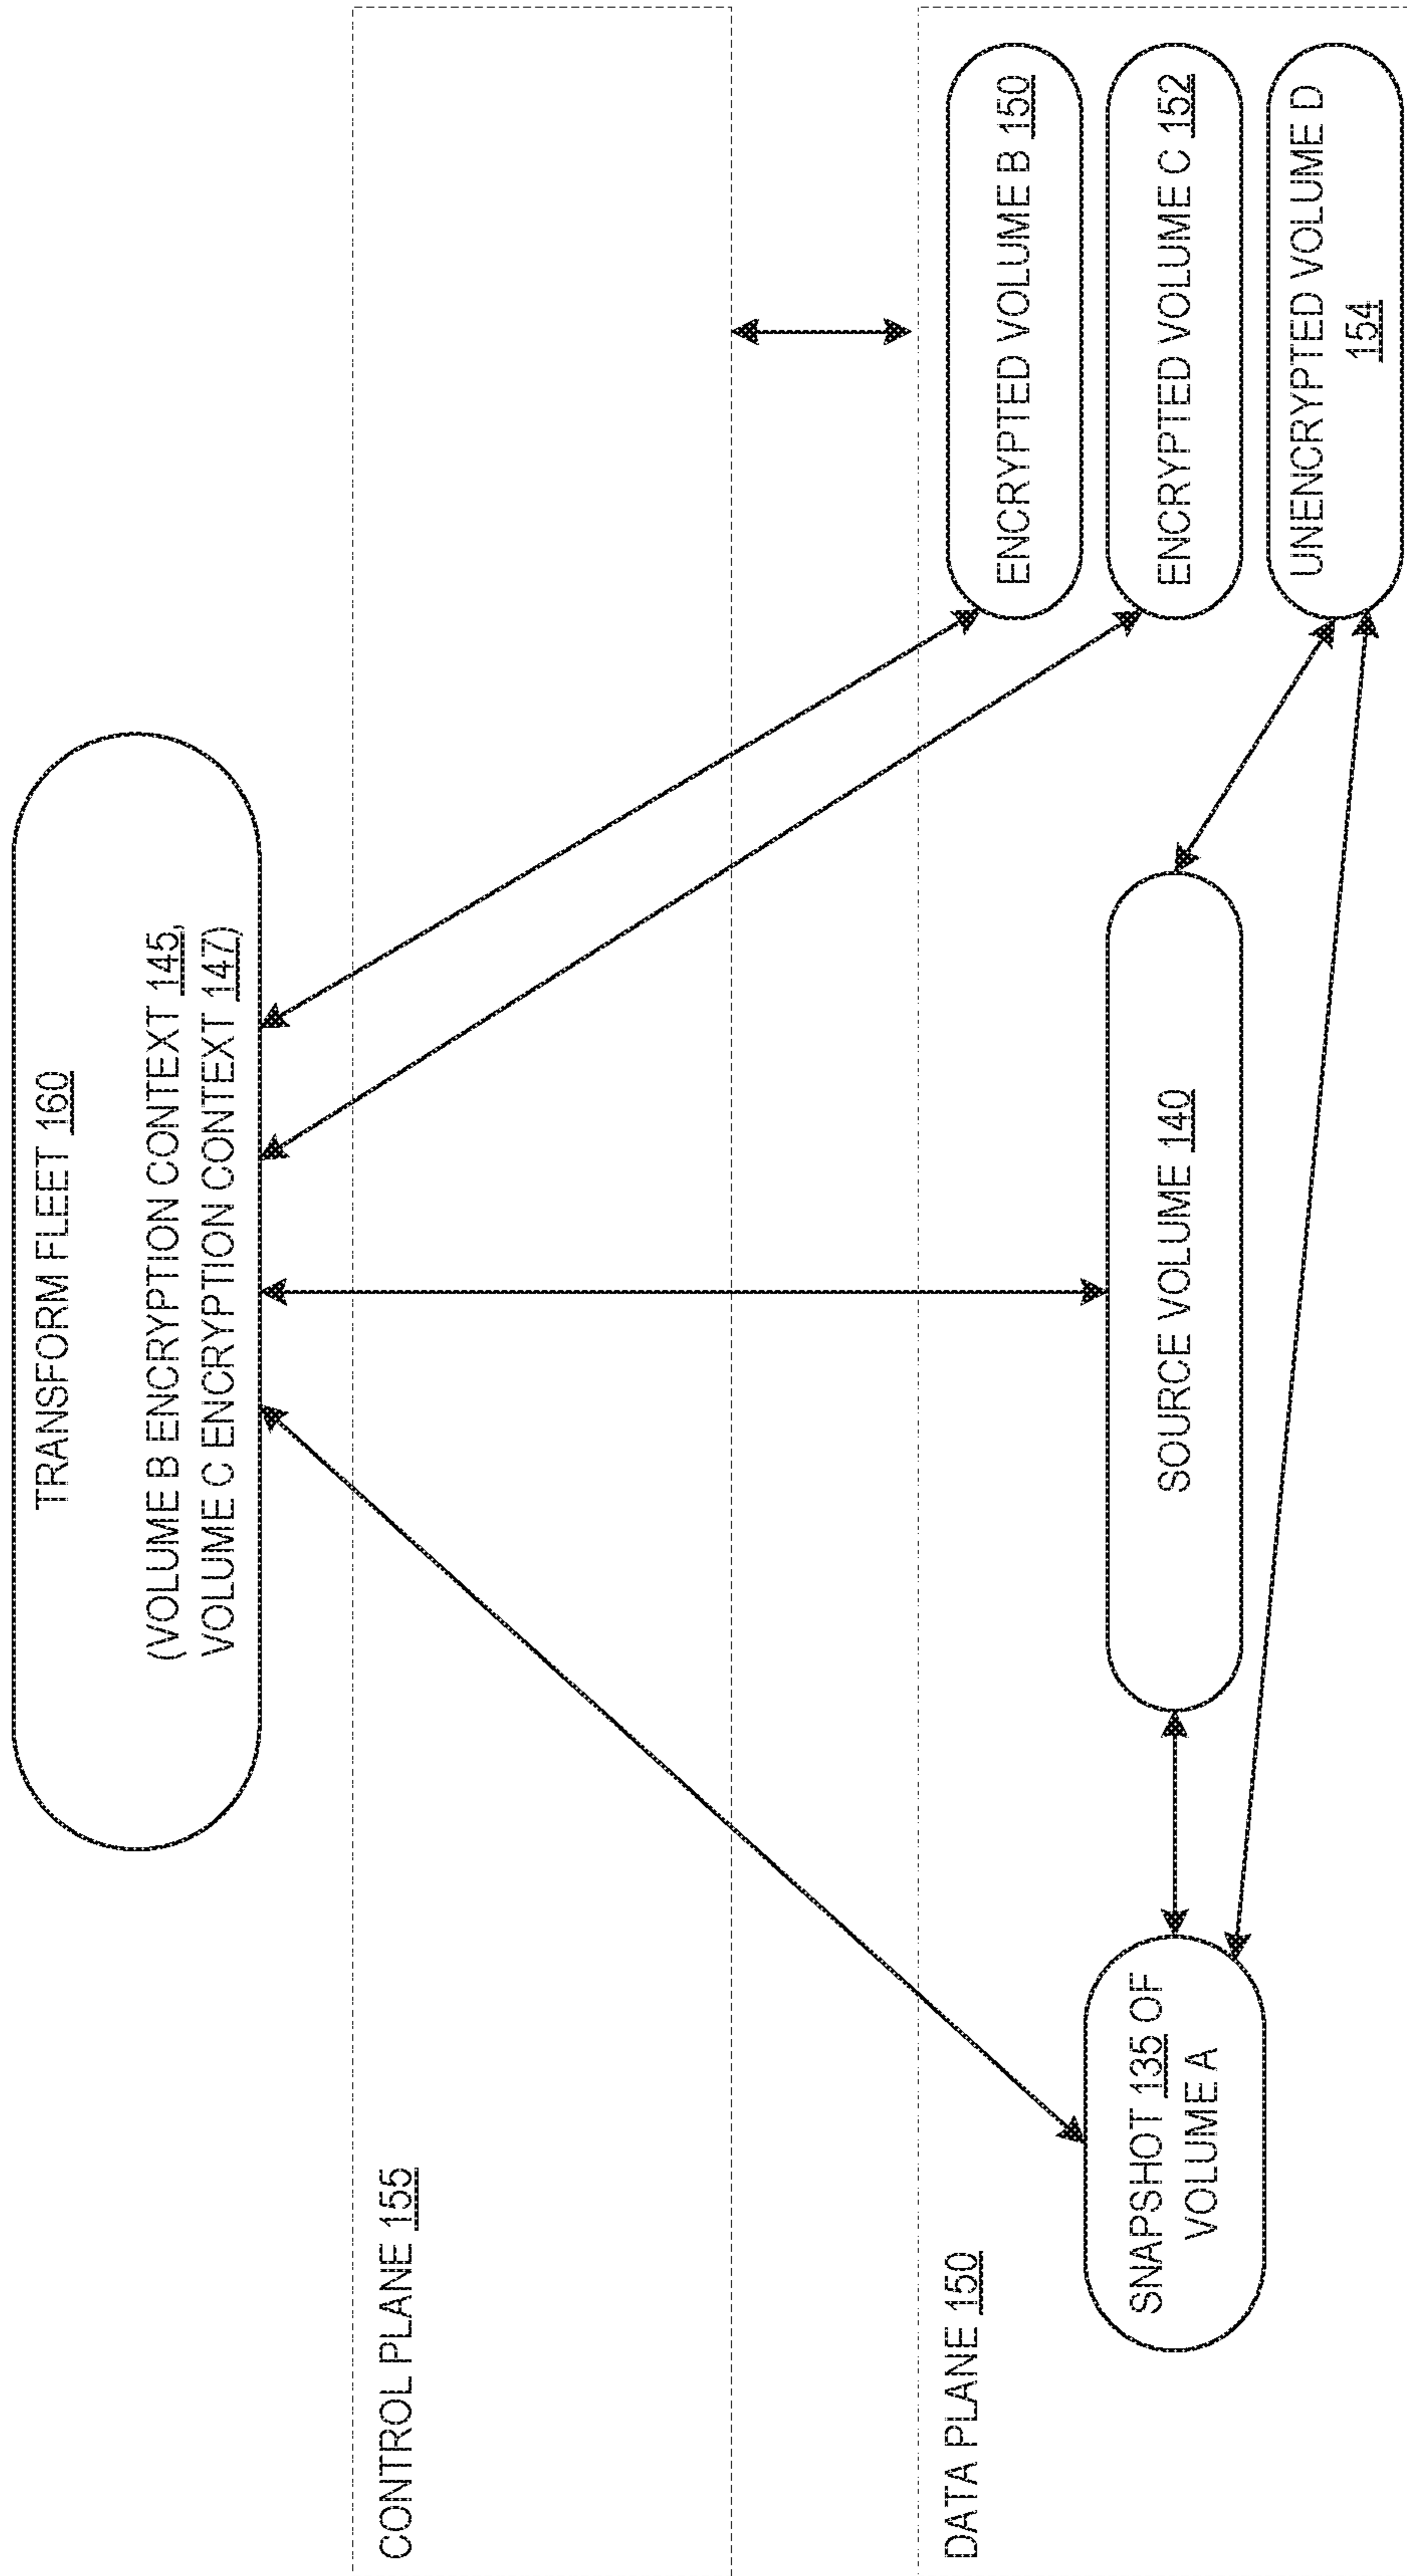 TRANSFORM FLEET 160
(VOLUME B ENCRYPTION CONTEXT 145,
VOLUME C ENCRYPTION CONTEXT 147)
CONTROL PLANE 155
DATA PLANE 150
SNAPSHOT 135 OF
VOLUME A
SOURCE VOLUME 140
ENCRYPTED VOLUME B 150
ENCRYPTED VOLUME C 152
UNENCRYPTED VOLUME D
154